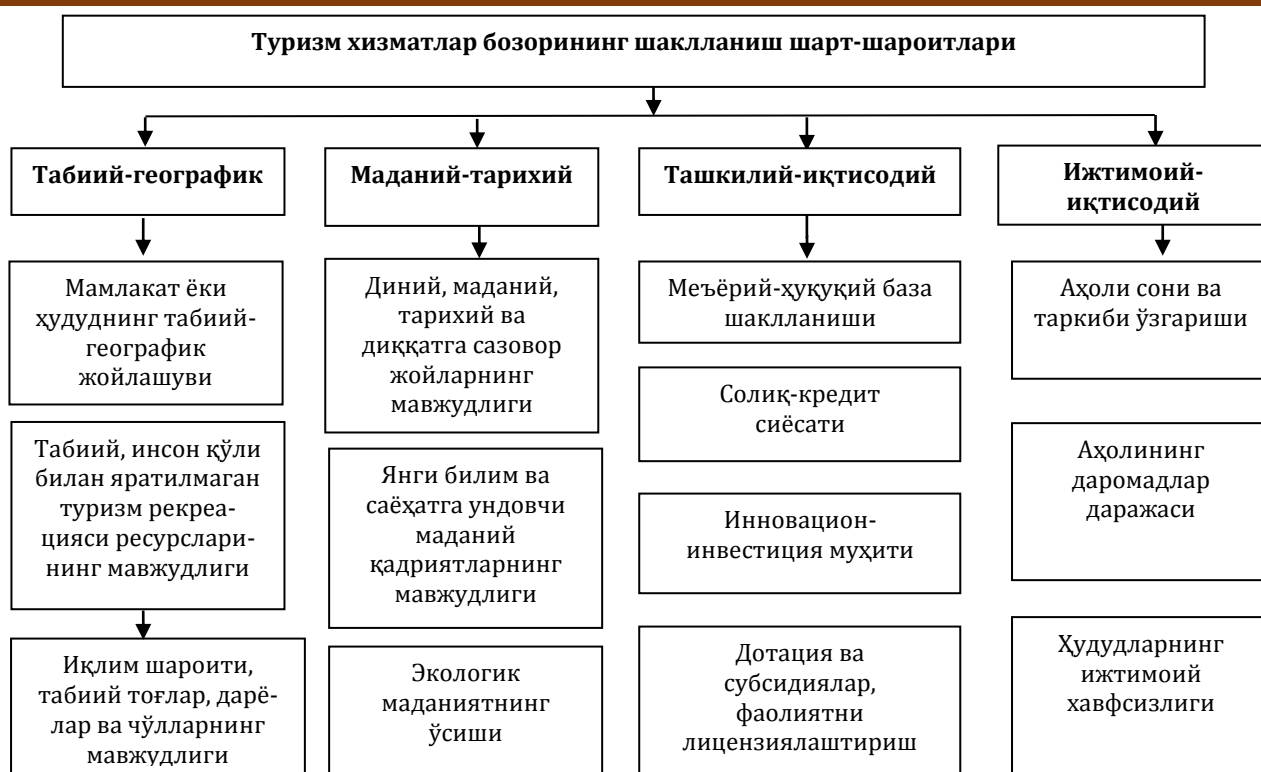 Туризм хизматлар бозорининг шаклланиш шарт-шароитлари
Табиий-географик
Маданий-тарихий
Ташкилий-иқтисодий
Ижтимоий-
иқтисодий
Мамлакат ёки
ҳудуднинг табиий-
географик
жойлашуви
Табиий, инсон қўли
билан яратилмаган
туризм рекреа-
цияси ресурслари-
нинг мавжудлиги
Иқлим шароити,
табиий тоғлар, дарё-
лар ва чўлларнинг
мавжудлиги
Диний, маданий,
тарихий ва
диққатга сазовор
жойларнинг
мавжудлиги
Янги билим ва
саёҳатга ундовчи
маданий
қадриятларнинг
мавжудлиги
Экологик
маданиятнинг
ўсиши
Меъёрий-ҳуқуқий база
шаклланиши
Солиқ-кредит
сиёсати
Инновацион-
инвестиция муҳити
Дотация ва
субсидиялар,
фаолиятни
лицензиялаштириш
Аҳоли сони ва
таркиби ўзгариши
Аҳолининг
даромадлар
даражаси
Ҳудудларнинг
ижтимоий
хавфсизлиги